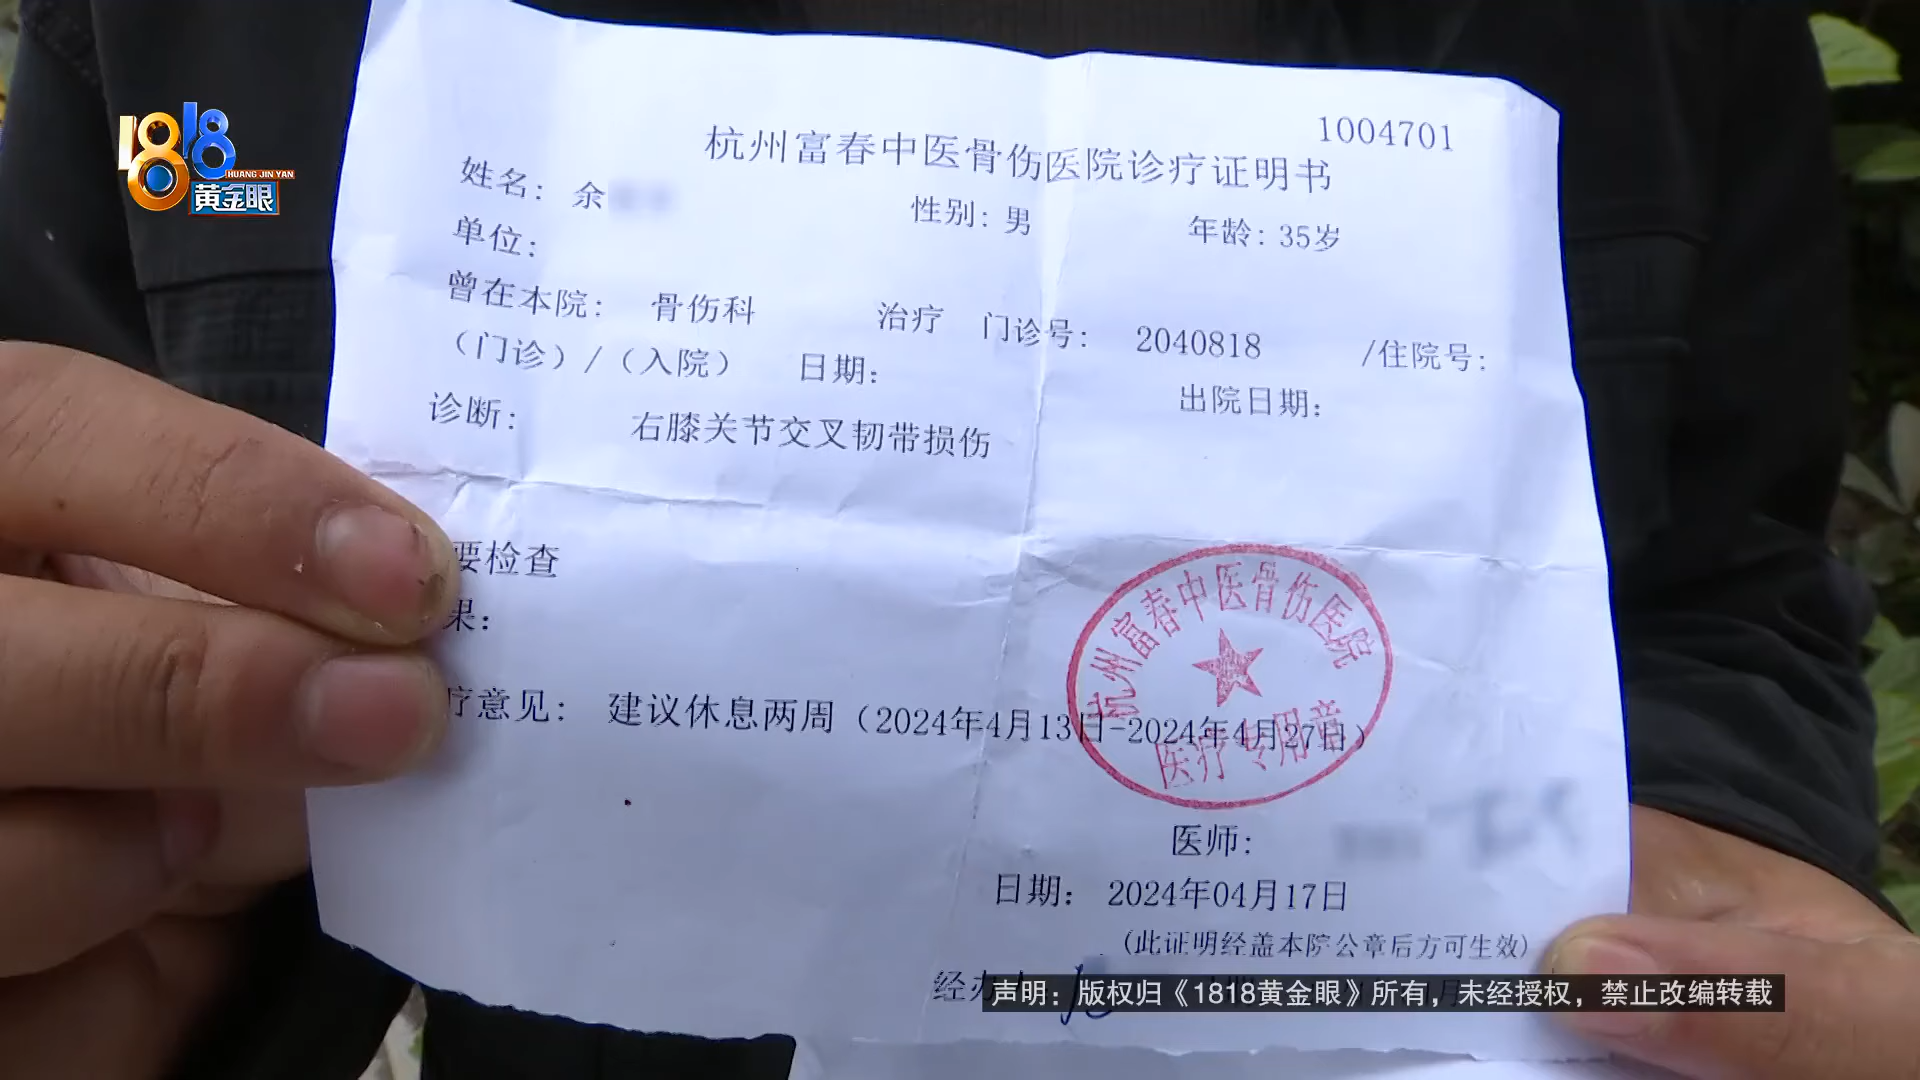 1818
HUANG JIN YAN
黄金眼
1004701
杭州富春中医骨伤医院诊疗证明书
姓名: 余
性别: 男
年龄: 35岁
单位:
曾在本院: 骨伤科 治疗 门诊号: 2040818 /住院号:
(门诊)/(入院) 日期:
出院日期:
诊断: 右膝关节交叉韧带损伤
要检查
果:
疗意见: 建议休息两周(2024年4月13日-2024年4月27日)
杭州富春中医骨伤医院
医疗专用章
医师:
日期: 2024年04月17日
(此证明经盖本院公章后方可生效)
经办
声明：版权归《1818黄金眼》所有，未经授权，禁止改编转载